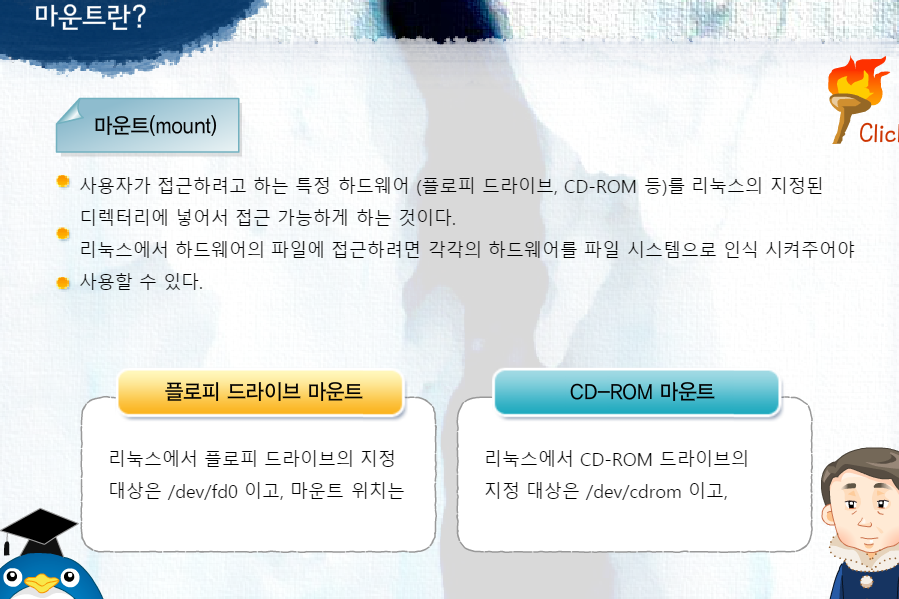 마운트란?
마운트(mount)
Clic
사용자가 접근하려고 하는 특정 하드웨어 (플로피 드라이브, CD-ROM 등)를 리눅스의 지정된
디렉터리에 넣어서 접근 가능하게 하는 것이다.
리눅스에서 하드웨어의 파일에 접근하려면 각각의 하드웨어를 파일 시스템으로 인식 시켜주어야
사용할 수 있다.
플로피 드라이브 마운트
리눅스에서 플로피 드라이브의 지정
대상은 /dev/fd0 이고, 마운트 위치는
CD-ROM 마운트
리눅스에서 CD-ROM 드라이브의
지정 대상은 /dev/cdrom 이고,